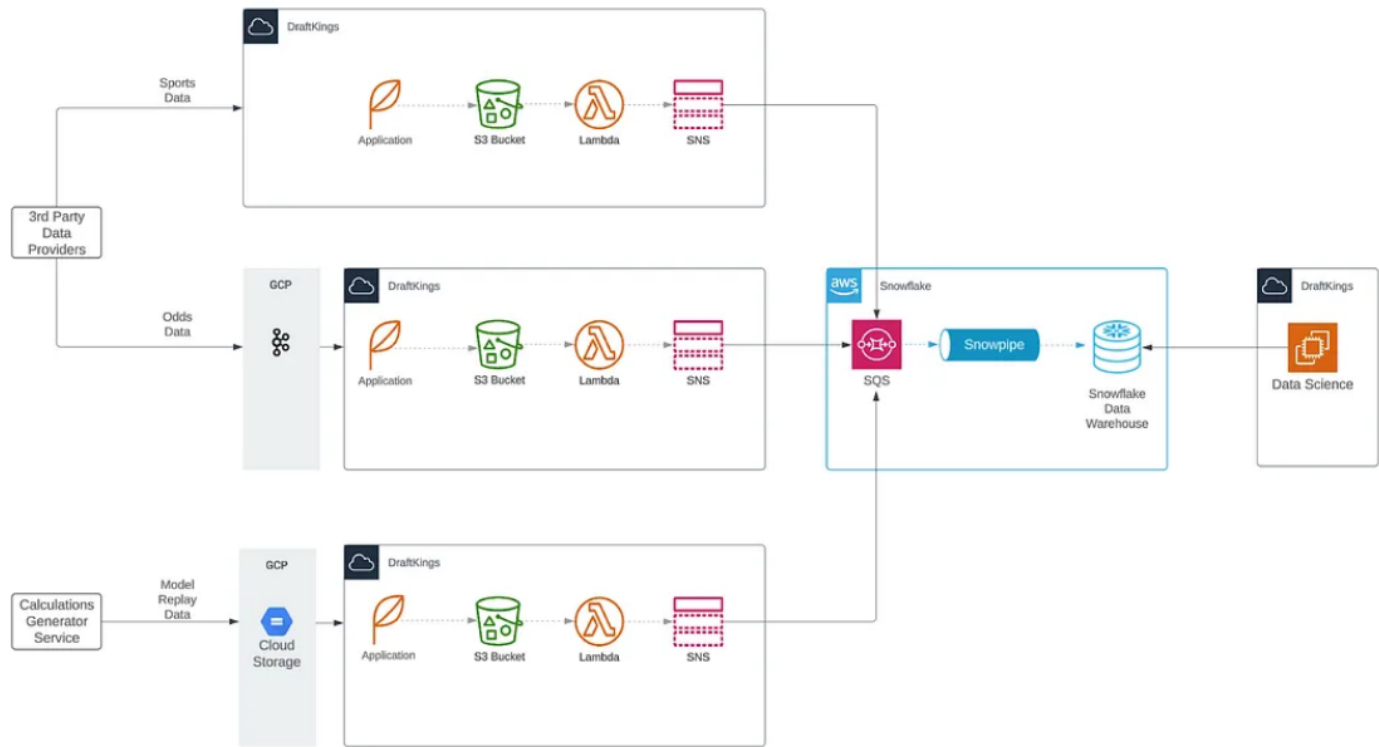 DraftKings
Sports
Data
Application
S3 Bucket
Lambda
SNS
3rd Party
Data
Providers
Odds
Data
GCP
DraftKings
Application
S3 Bucket
Lambda
SNS
aws
Snowflake
SQS
Snowpipe
Snowflake
Data
Warehouse
DraftKings
Data Science
Calculations
Generator
Service
Model
Replay
Data
GCP
Cloud
Storage
DraftKings
Application
S3 Bucket
Lambda
SNS